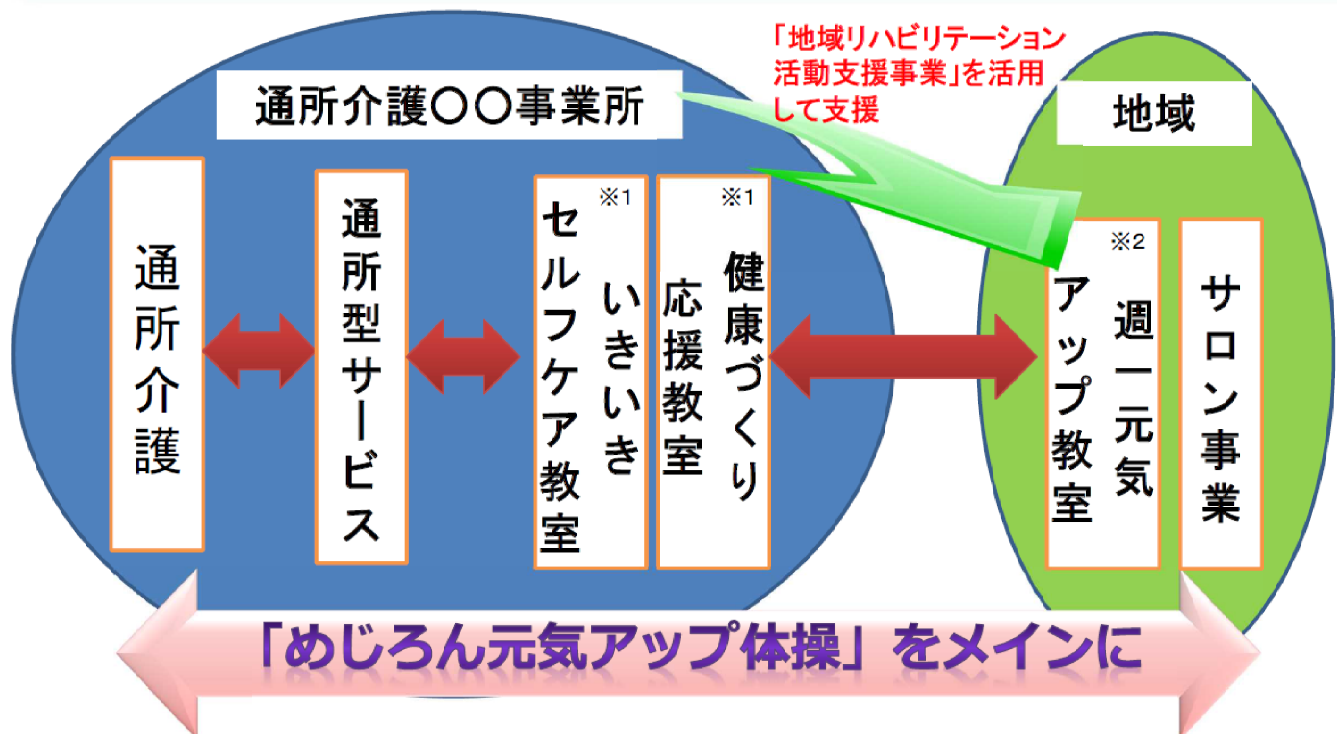 「地域リハビリテーション
活動支援事業」を活用
して支援
通所介護〇〇事業所
地域
通所介護
通所型サービス
※1
いきいき
セルフケア教室
※1
健康づくり
応援教室
※2
週一元気
アップ教室
サロン事業
「めじろん元気アップ体操」をメインに